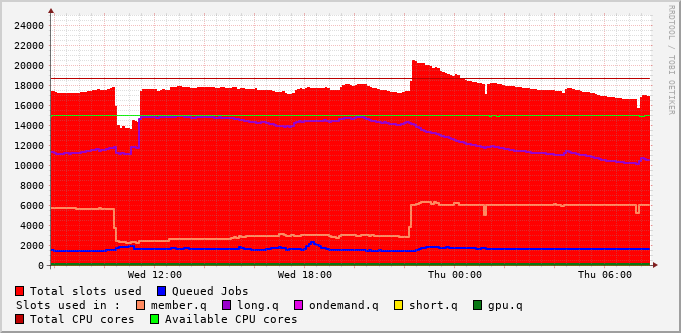 RRDTOOL / TOBI OETIKER
24000
22000
20000
18000
16000
14000
12000
10000
8000
6000
4000
2000
0
Wed 12:00 Wed 18:00 Thu 00:00 Thu 06:00
Total slots used Queued Jobs
Slots used in : member.q long.q ondemand.q short.q gpu.q
Total CPU cores Available CPU cores